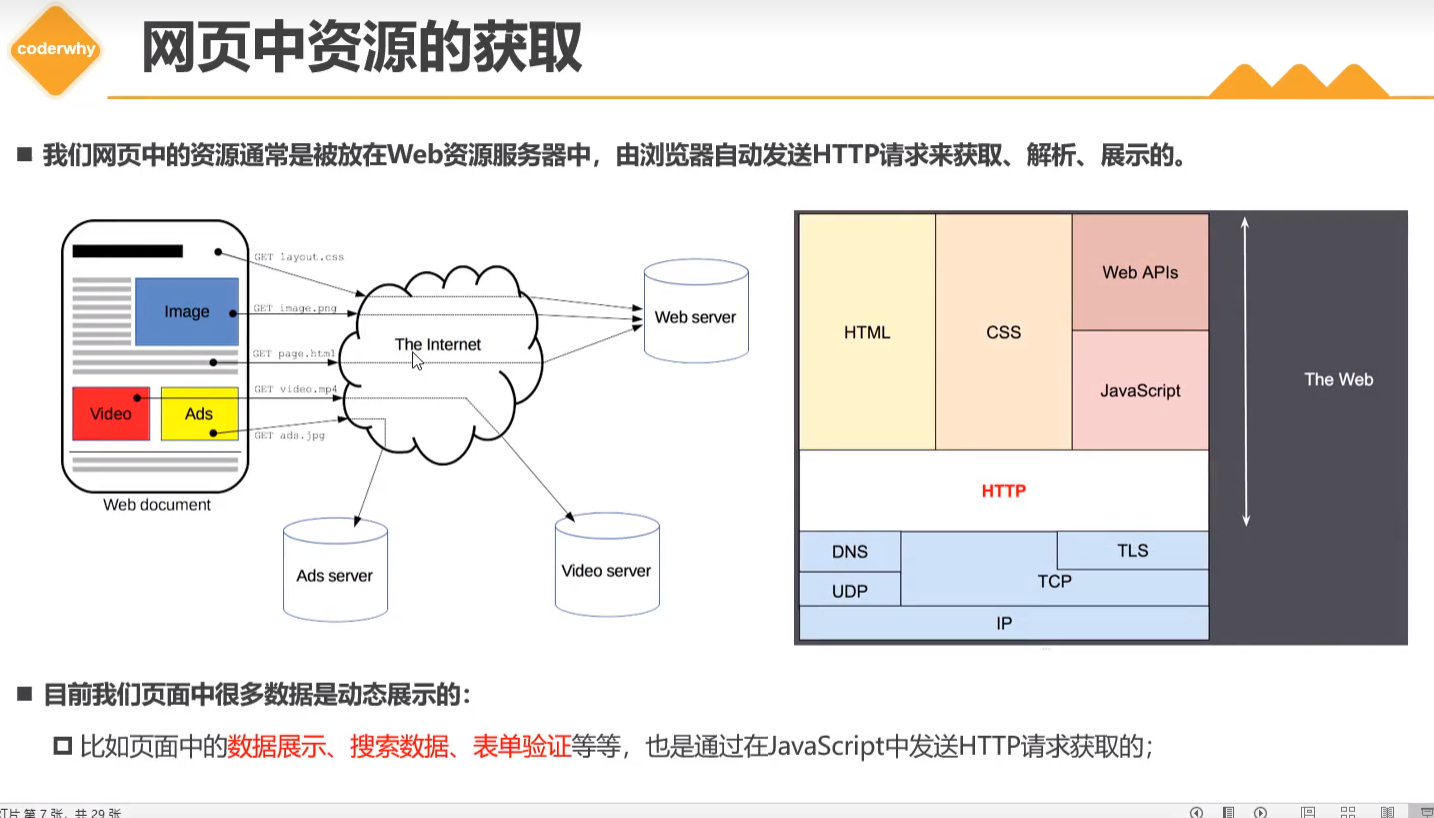 coderwhy
网页中资源的获取
我们网页中的资源通常是被放在Web资源服务器中，由浏览器自动发送HTTP请求来获取、解析、展示的。
GET layout.css
Image
GET image.png
The Internet
Web server
GET page.html
GET video.mp4
Video
Ads
GET ads.jpg
Web document
Ads server
Video server
HTML
CSS
Web APIs
JavaScript
The Web
HTTP
DNS
TLS
UDP
TCP
IP
目前我们页面中很多数据是动态展示的：
比如页面中的数据展示、搜索数据、表单验证等等，也是通过在JavaScript中发送HTTP请求获取的；
灯片 第 7 张，共 29 张